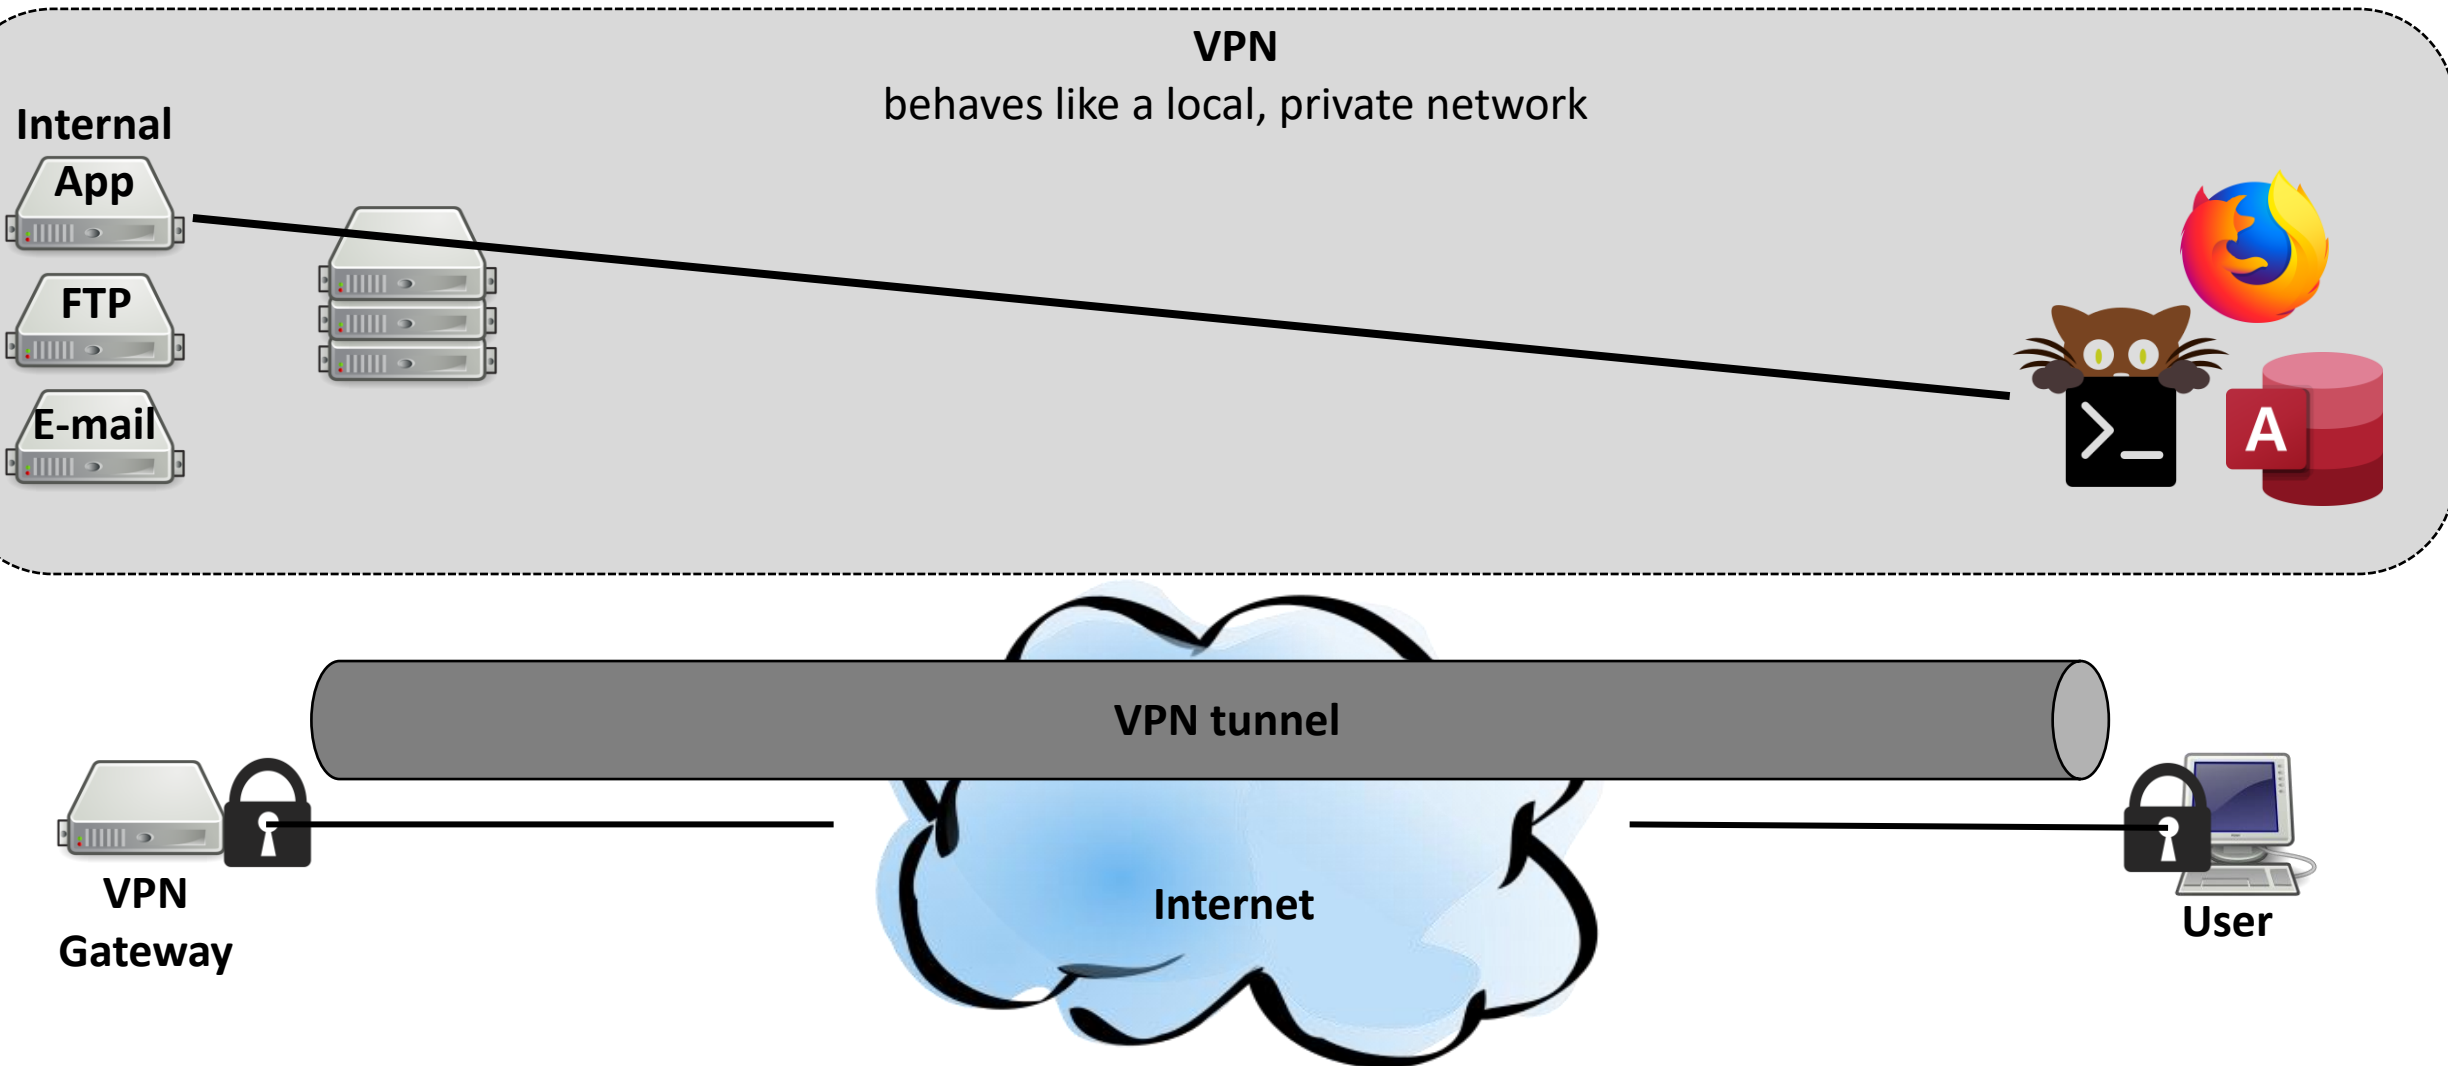 VPN
behaves like a local, private network
Internal
App
FTP
E-mail
>_
A
VPN tunnel
VPN
Gateway
Internet
User